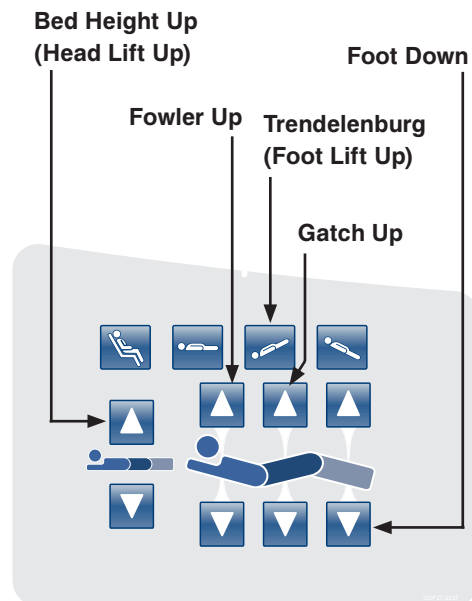 Bed Height Up
(Head Lift Up)
Foot Down
Fowler Up
Trendelenburg
(Foot Lift Up)
Gatch Up